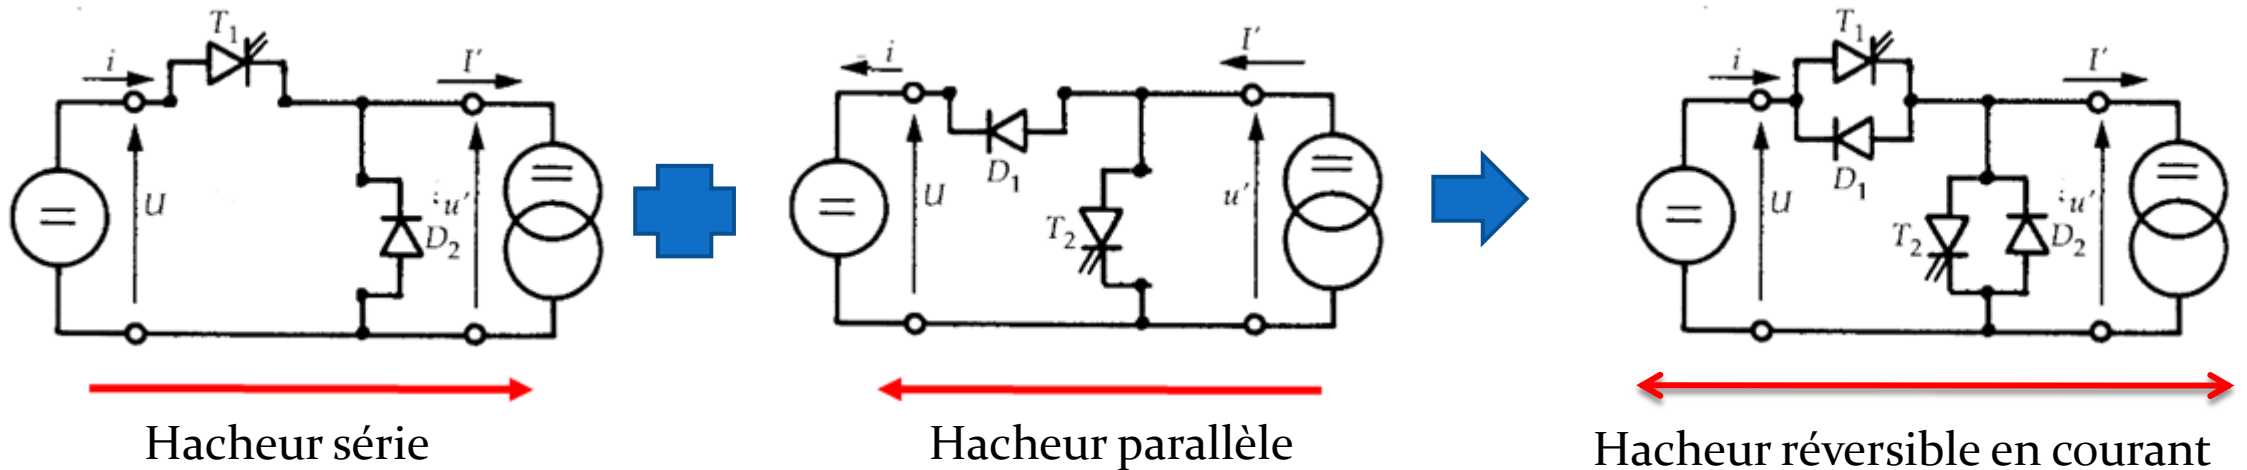 T1
i
I'
U
u'
D2
Hacheur série
i
I'
D1
U
T2
u'
Hacheur parallèle
T1
i
I'
D1
U
T2
D2
u'
Hacheur réversible en courant